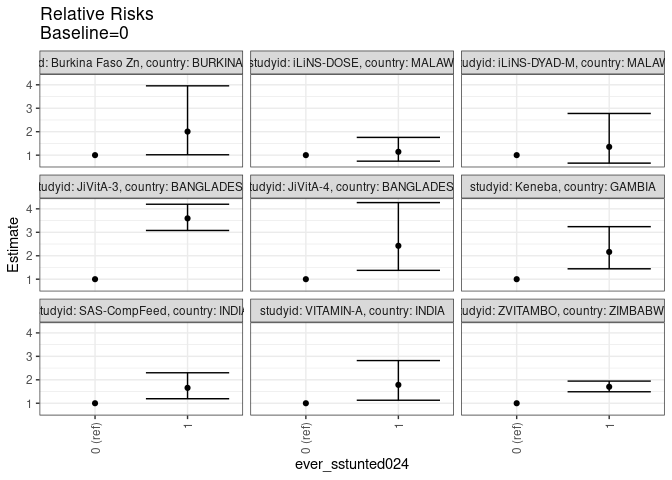 Relative Risks
Baseline=0
d: Burkina Faso Zn, country: BURKINA
studyid: iLiNS-DOSE, country: MALAW
udyid: iLiNS-DYAD-M, country: MALAW
4
3
2
1
tudyid: JiVitA-3, country: BANGLADES
tudyid: JiVitA-4, country: BANGLADES
studyid: Keneba, country: GAMBIA
4
3
2
1
Estimate
studyid: SAS-CompFeed, country: INDIA
studyid: VITAMIN-A, country: INDIA
udyid: ZVITAMBO, country: ZIMBABW
4
3
2
1
0 (ref)
1
0 (ref)
1
0 (ref)
1
ever_sstunted024